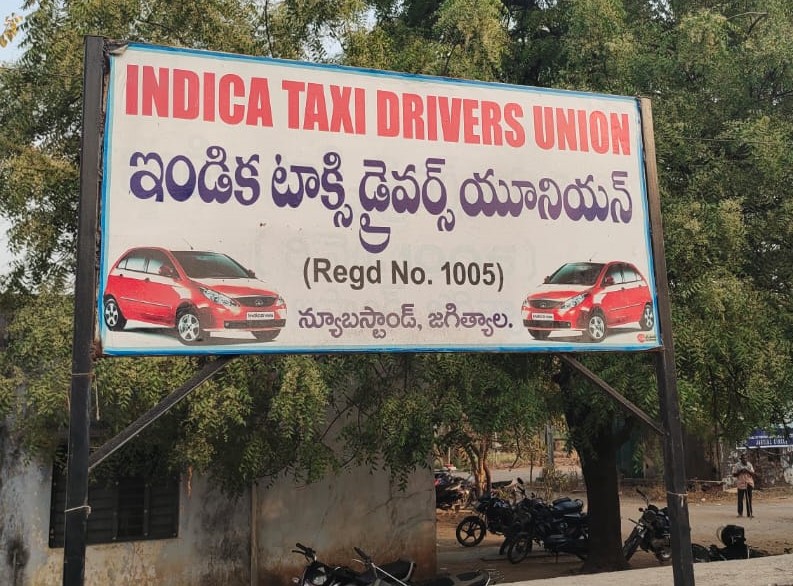 INDICA TAXI DRIVERS UNION
ఇండిక టాక్సి డ్రైవర్స్ యూనియన్
(Regd No. 1005)
న్యూబస్టాండ్, జగిత్యాల.